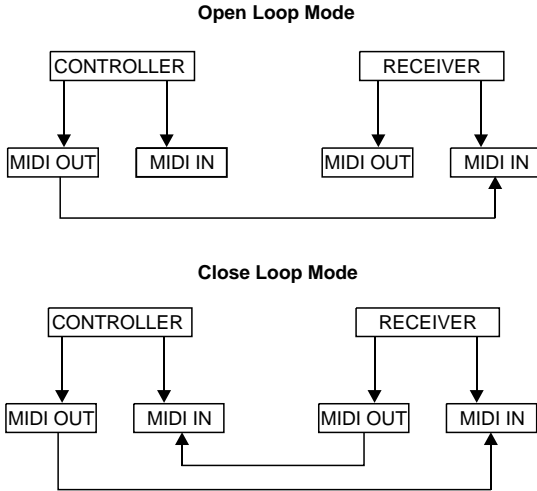 Open Loop Mode
CONTROLLER
RECEIVER
MIDI OUT
MIDI IN
MIDI OUT
MIDI IN
Close Loop Mode
CONTROLLER
RECEIVER
MIDI OUT
MIDI IN
MIDI OUT
MIDI IN